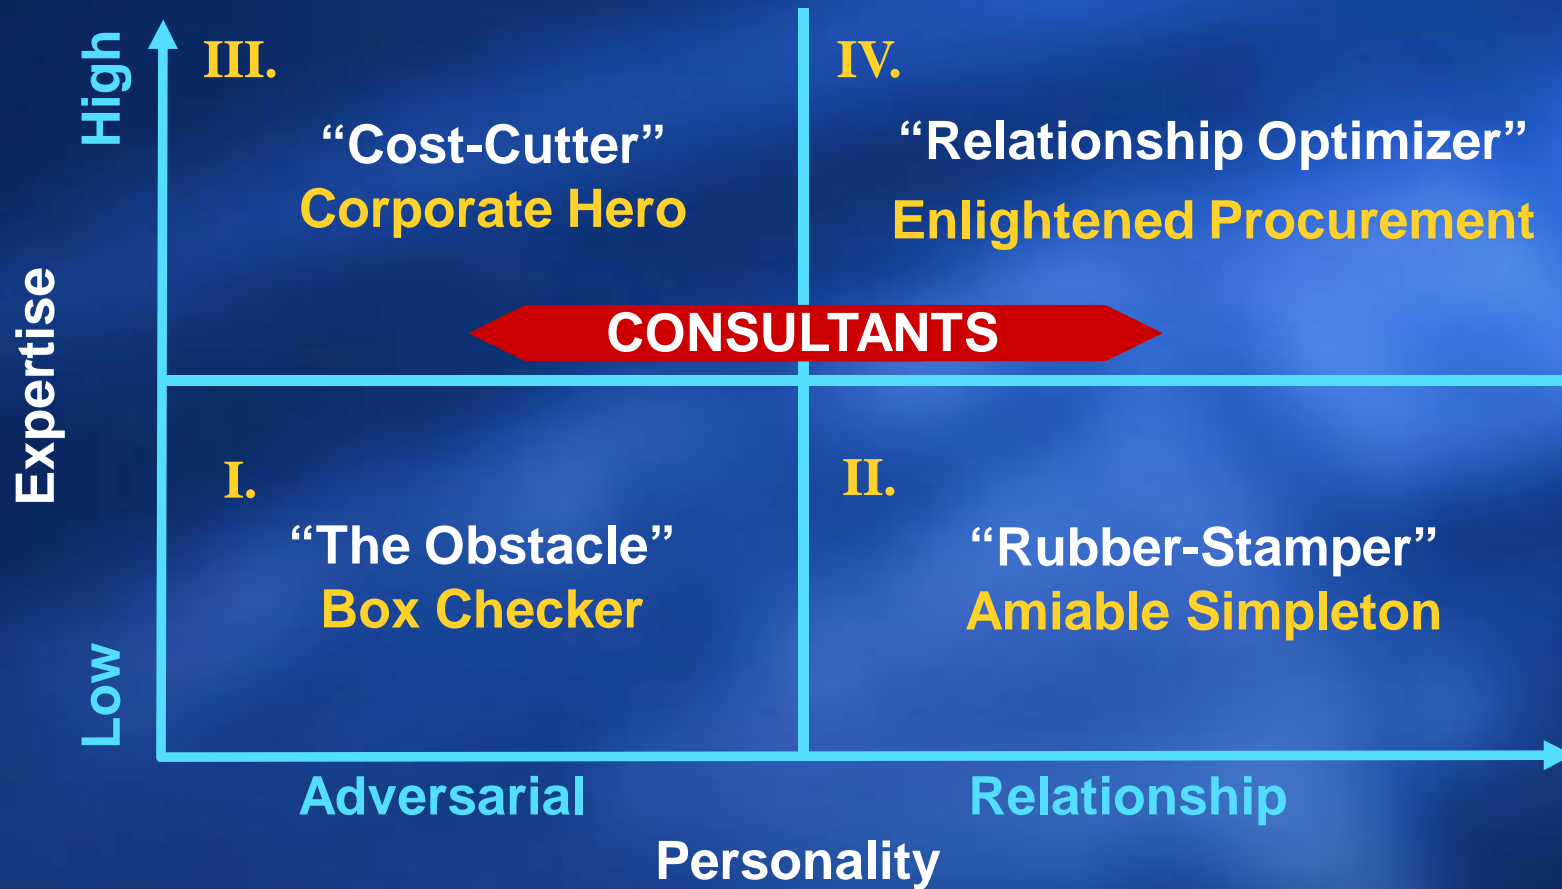 High
III.
IV.
“Cost-Cutter”
Corporate Hero
“Relationship Optimizer”
Enlightened Procurement
Expertise
CONSULTANTS
I.
II.
“The Obstacle”
Box Checker
“Rubber-Stamper”
Amiable Simpleton
Low
Adversarial
Relationship
Personality